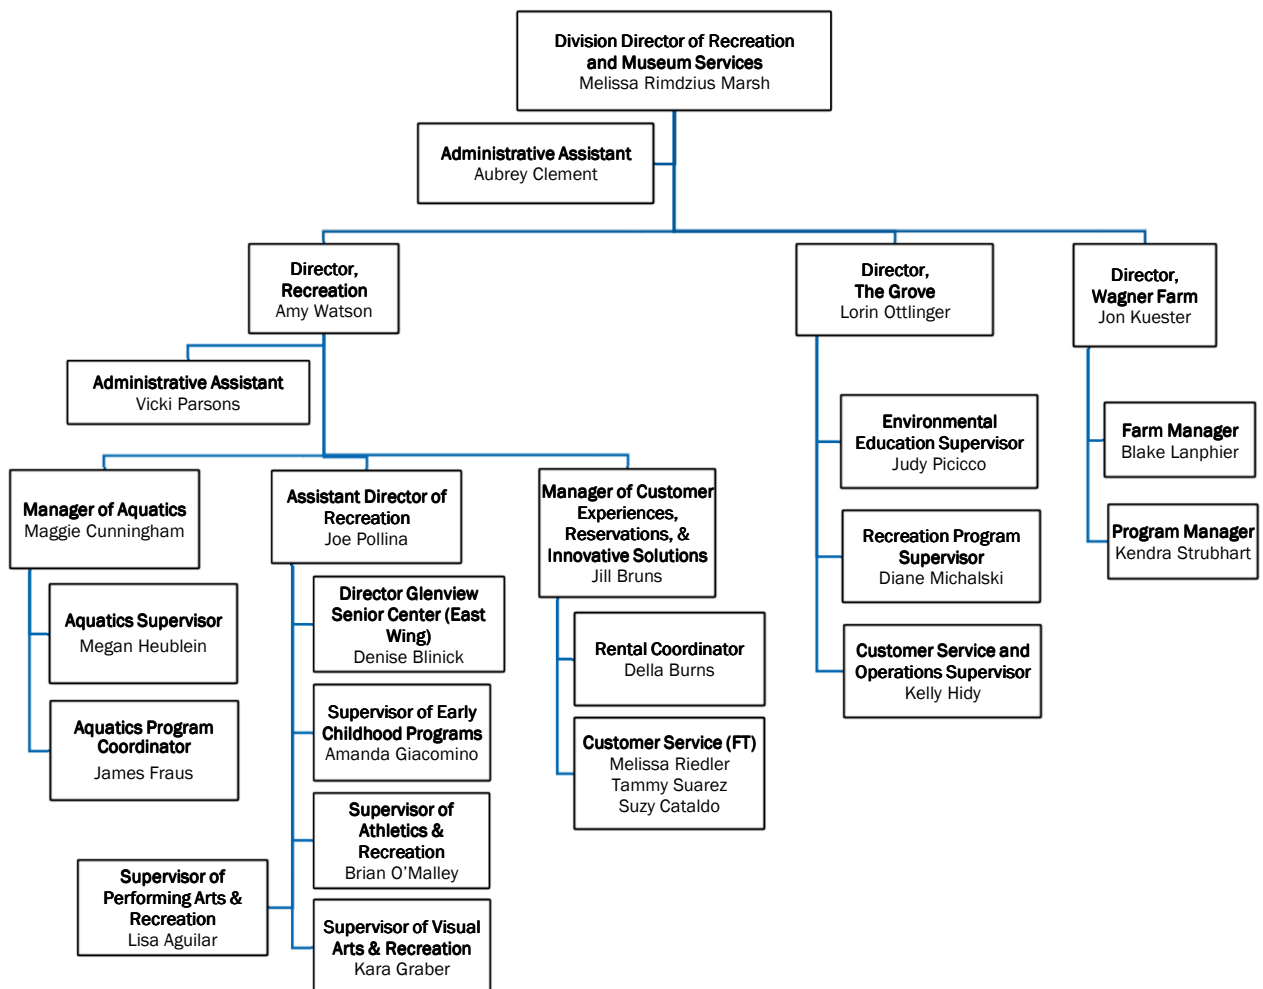 Division Director of Recreation
and Museum Services
Melissa Rimdzius Marsh
Administrative Assistant
Aubrey Clement
Director,
Recreation
Amy Watson
Director,
The Grove
Lorin Ottlinger
Director,
Wagner Farm
Jon Kuester
Administrative Assistant
Vicki Parsons
Manager of Aquatics
Maggie Cunningham
Aquatics Supervisor
Megan Heublein
Aquatics Program
Coordinator
James Fraus
Assistant Director of
Recreation
Joe Pollina
Director Glenview
Senior Center (East
Wing)
Denise Blinick
Supervisor of Early
Childhood Programs
Amanda Giacomino
Supervisor of
Athletics &
Recreation
Brian O’Malley
Supervisor of
Performing Arts &
Recreation
Lisa Aguilar
Supervisor of Visual
Arts & Recreation
Kara Graber
Manager of Customer
Experiences,
Reservations, &
Innovative Solutions
Jill Bruns
Rental Coordinator
Della Burns
Customer Service (FT)
Melissa Riedler
Tammy Suarez
Suzy Cataldo
Environmental
Education Supervisor
Judy Picicco
Recreation Program
Supervisor
Diane Michalski
Customer Service and
Operations Supervisor
Kelly Hidy
Farm Manager
Blake Lanphier
Program Manager
Kendra Strubhart